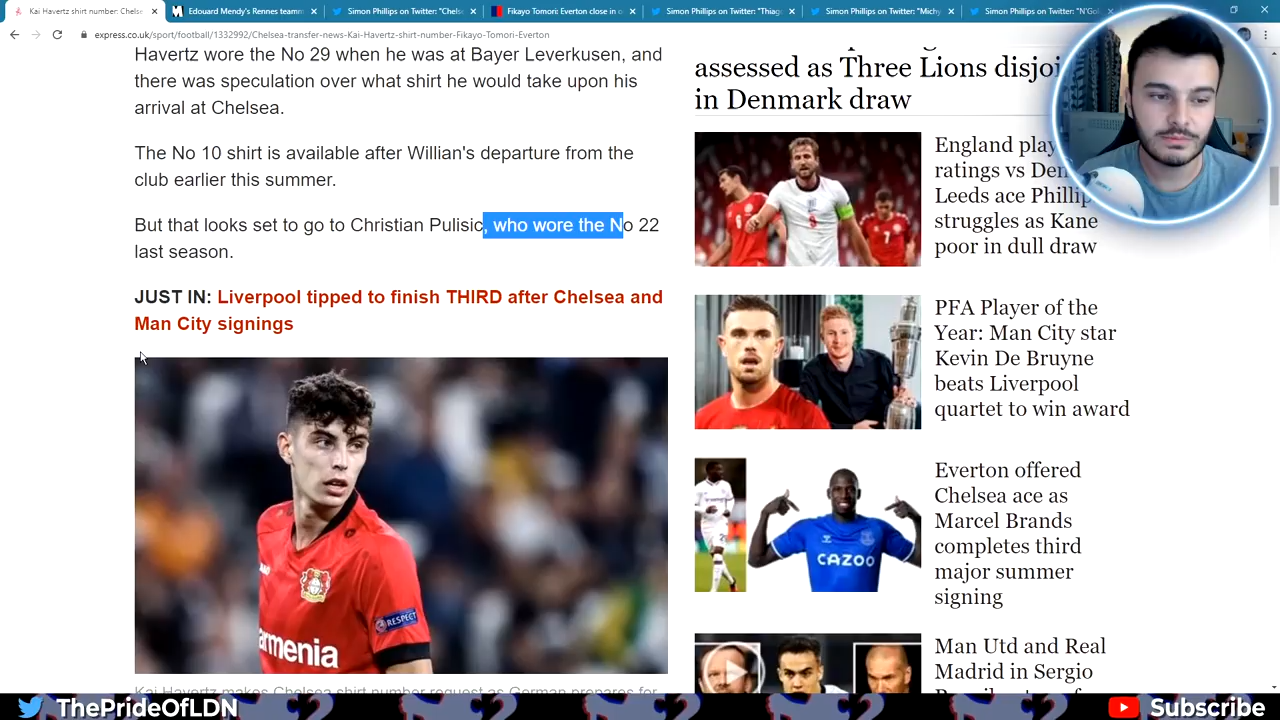 Kai Havertz shirt number: Chelsea
Edouard Mendy's Rennes teamm
Simon Phillips on Twitter: "Chels
Fikayo Tomori: Everton close in o
Simon Phillips on Twitter: "Thiag
Simon Phillips on Twitter: "Michy
Simon Phillips on Twitter: "N'Gol
express.co.uk/sport/football/1332992/Chelsea-transfer-news-Kai-Havertz-shirt-number-Fikayo-Tomori-Everton
Havertz wore the No 29 when he was at Bayer Leverkusen, and
there was speculation over what shirt he would take upon his
arrival at Chelsea.
The No 10 shirt is available after Willian's departure from the
club earlier this summer.
But that looks set to go to Christian Pulisic, who wore the No 22
last season.
JUST IN: Liverpool tipped to finish THIRD after Chelsea and
Man City signings
RESPECT
armenia
Kai Havertz makes Chelsea shirt number request as German prepares for
assessed as Three Lions disjoi
in Denmark draw
England play
ratings vs Den
Leeds ace Phillip
struggles as Kane
poor in dull draw
PFA Player of the
Year: Man City star
Kevin De Bruyne
beats Liverpool
quartet to win award
Everton offered
Chelsea ace as
Marcel Brands
completes third
major summer
signing
CAZOO
Man Utd and Real
Madrid in Sergio
ThePrideOfLDN
Subscribe